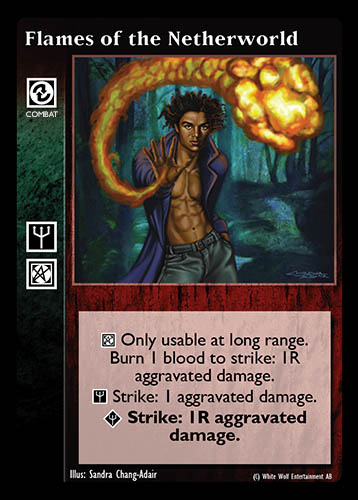 Flames of the Netherworld
COMBAT
Only usable at long range.
Burn 1 blood to strike: 1R
aggravated damage.
Strike: 1 aggravated damage.
Strike: 1R aggravated
damage.
Illus: Sandra Chang-Adair
(C) White Wolf Entertainment AB